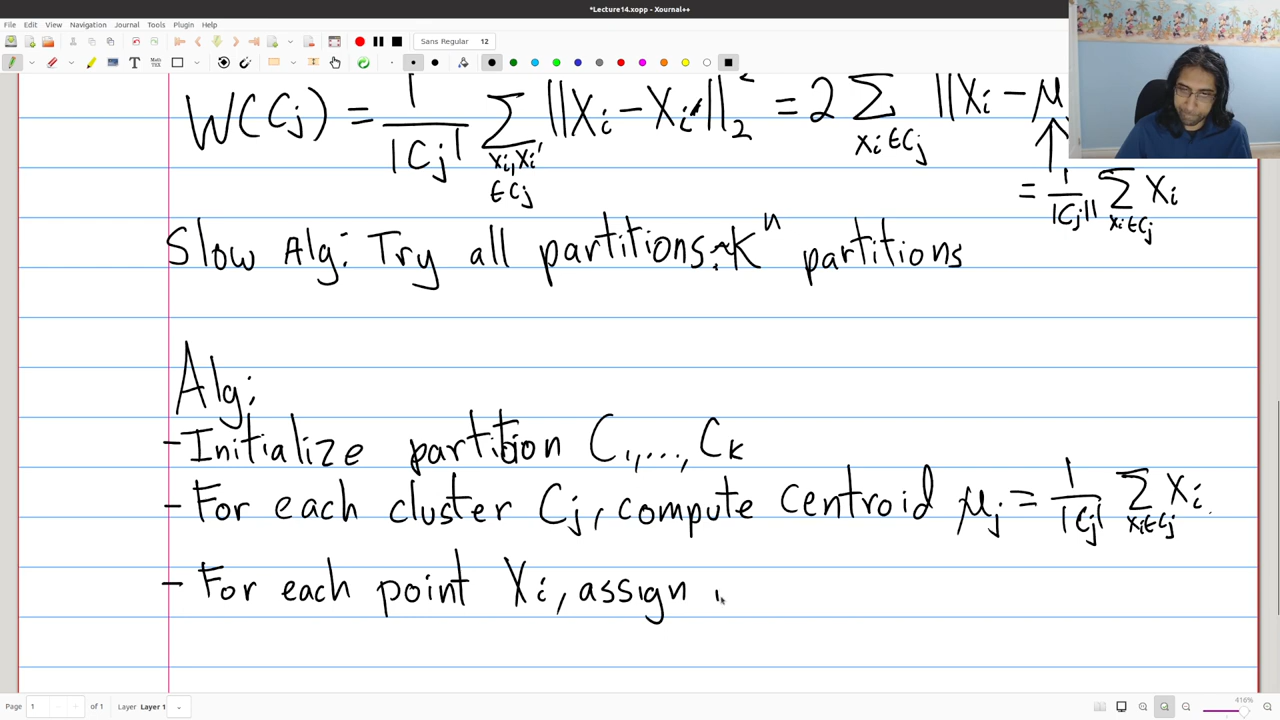 *Lecture14.xopp - Xournal++
File Edit View Navigation Journal Tools Plugin Help
Sans Regular 12
W(Cj) = 1/|Cj| Σ_{Xi,Xi' ∈ Cj} ||Xi - Xi'||₂² = 2 Σ_{Xi∈Cj} ||Xi - μ
= 1/|Cj| Σ_{Xi∈Cj} Xi
Slow Alg: Try all partitions: ~K^n partitions
Alg:
- Initialize partition C1,..., CK
- For each cluster Cj, compute centroid μj = 1/|Cj| Σ_{Xi∈Cj} Xi.
- For each point Xi, assign
Page 1 of 1 Layer Layer 1 416%